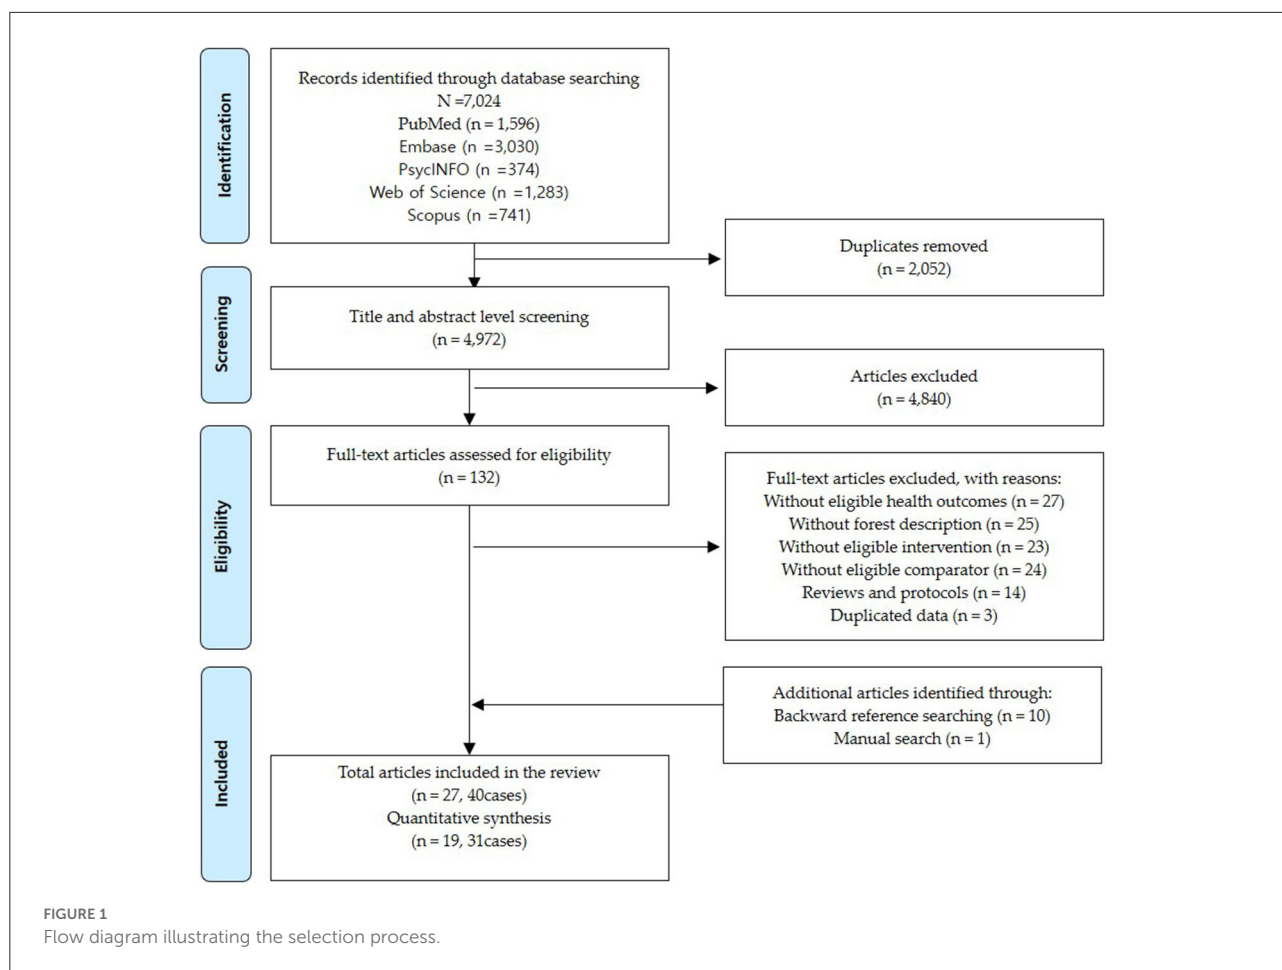 Identification
Records identified through database searching
N =7,024
PubMed (n = 1,596)
Embase (n =3,030)
PsycINFO (n =374)
Web of Science (n =1,283)
Scopus (n =741)
Duplicates removed
(n = 2,052)
Screening
Title and abstract level screening
(n = 4,972)
Articles excluded
(n = 4,840)
Eligibility
Full-text articles assessed for eligibility
(n = 132)
Full-text articles excluded, with reasons:
Without eligible health outcomes (n = 27)
Without forest description (n = 25)
Without eligible intervention (n = 23)
Without eligible comparator (n = 24)
Reviews and protocols (n = 14)
Duplicated data (n = 3)
Included
Additional articles identified through:
Backward reference searching (n = 10)
Manual search (n = 1)
Total articles included in the review
(n = 27, 40cases)
Quantitative synthesis
(n = 19, 31cases)
FIGURE 1
Flow diagram illustrating the selection process.